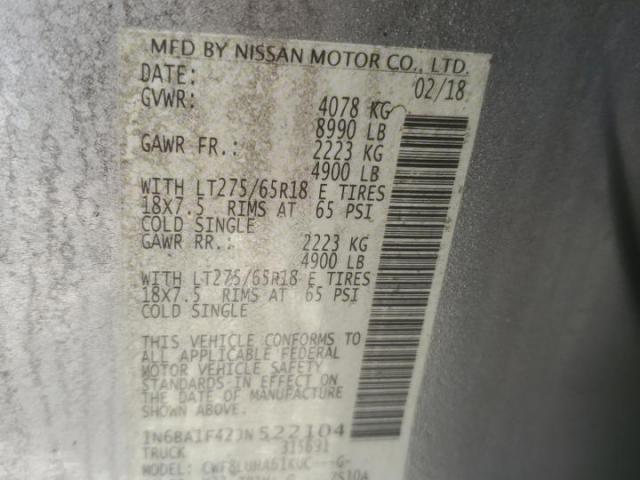 MFD BY NISSAN MOTOR CO., LTD.
DATE: 02/18
GVWR: 4078 KG
8990 LB
GAWR FR.: 2223 KG
4900 LB
WITH LT275/65R18 E TIRES
18X7.5 RIMS AT 65 PSI
COLD SINGLE
GAWR RR.: 2223 KG
4900 LB
WITH LT275/65R18 E TIRES
18X7.5 RIMS AT 65 PSI
COLD SINGLE
THIS VEHICLE CONFORMS TO
ALL APPLICABLE FEDERAL
MOTOR VEHICLE SAFETY
STANDARDS IN EFFECT ON
THE DATE OF MANUFACTURE
SHOWN ABOVE.
522104
TRUCK 315631
MODEL: